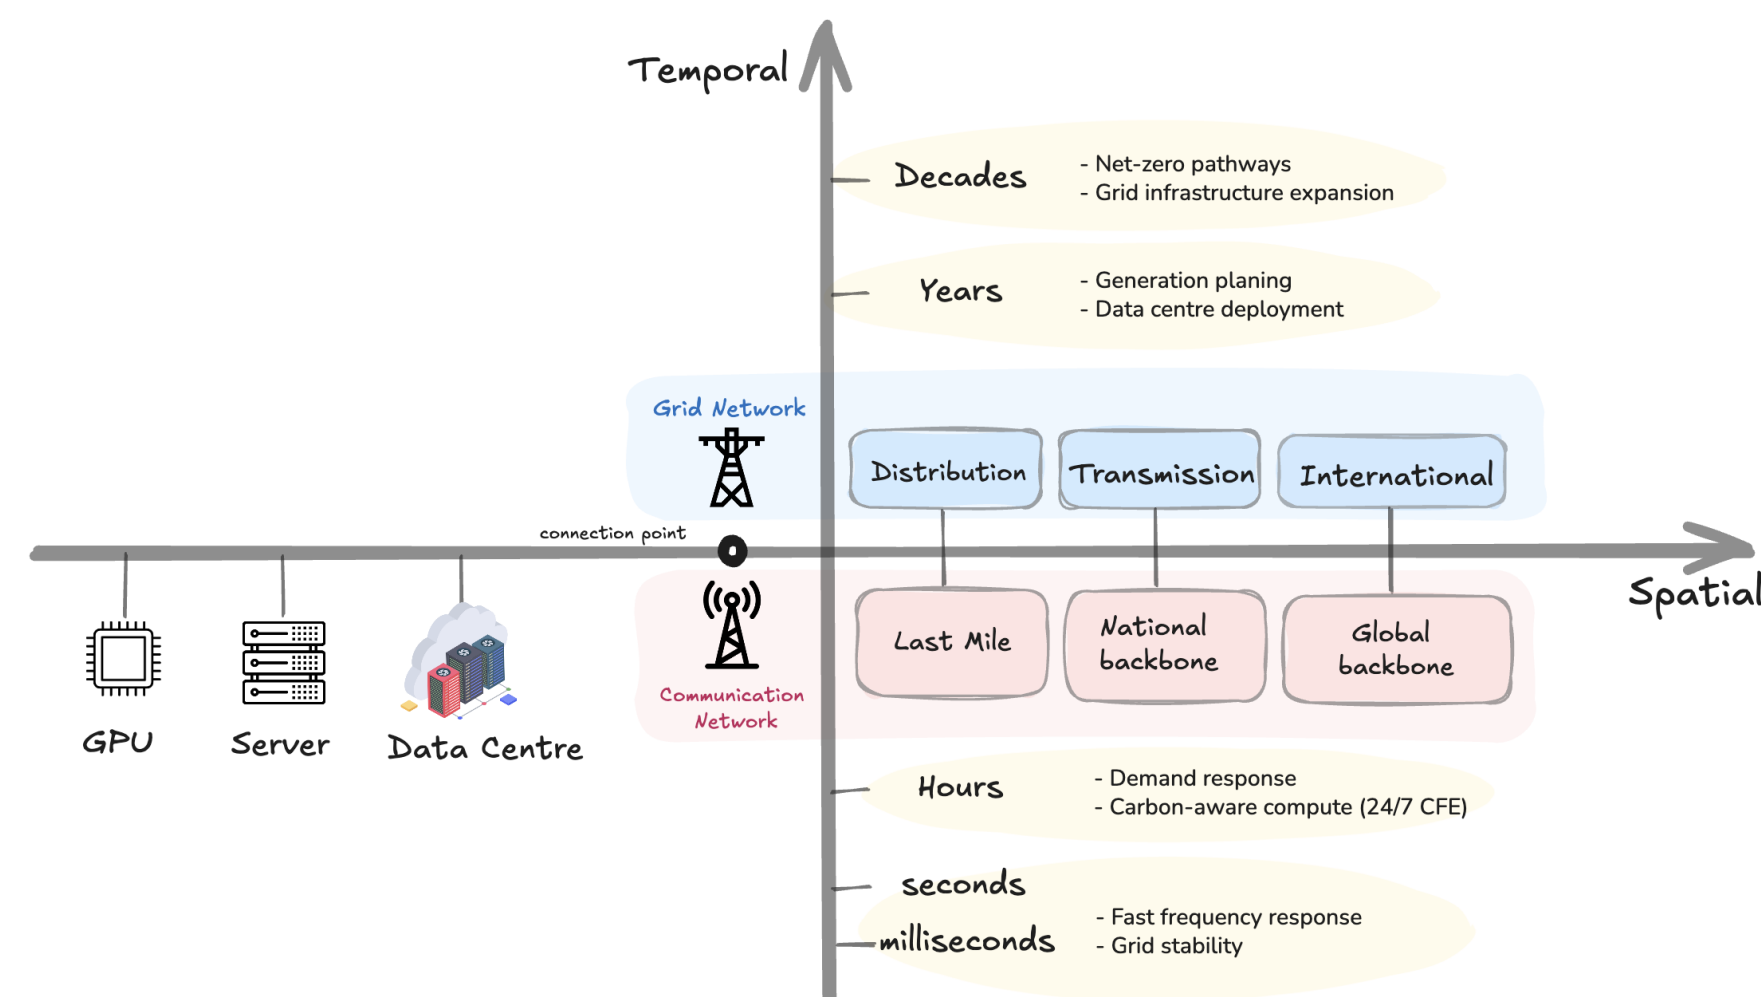 Temporal
Decades
- Net-zero pathways
- Grid infrastructure expansion
Years
- Generation planing
- Data centre deployment
Grid Network
Distribution
Transmission
International
connection point
Spatial
Last Mile
National
backbone
Global
backbone
Communication
Network
GPU
Server
Data Centre
Hours
- Demand response
- Carbon-aware compute (24/7 CFE)
seconds
milliseconds
- Fast frequency response
- Grid stability